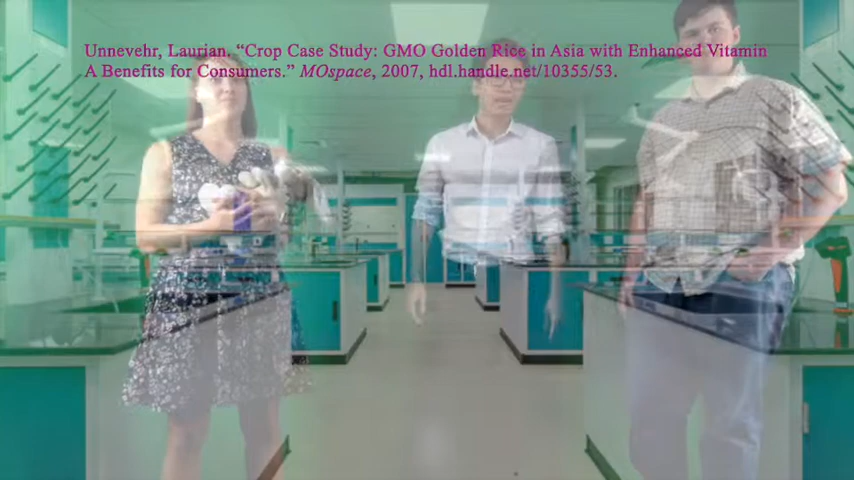 Unnevehr, Laurian. “Crop Case Study: GMO Golden Rice in Asia with Enhanced Vitamin
A Benefits for Consumers.” MOspace, 2007, hdl.handle.net/10355/53.